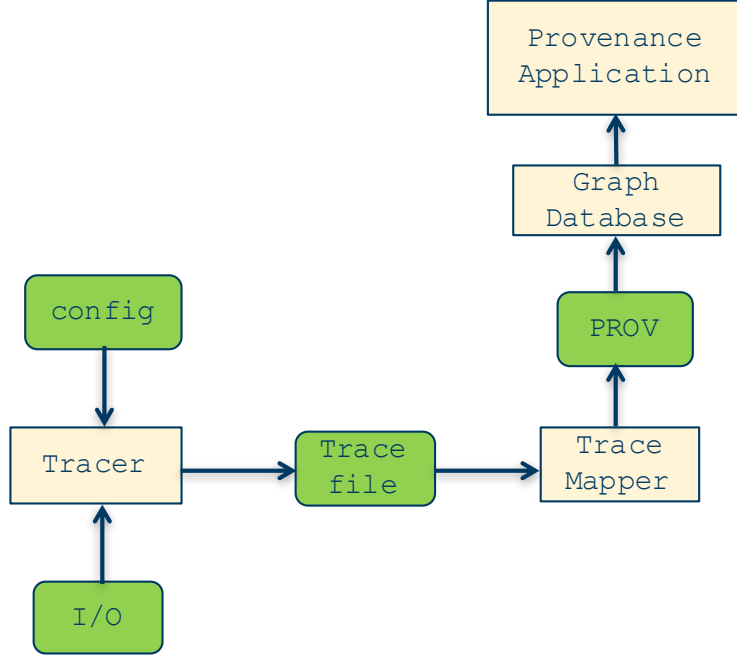 Provenance
Application
Graph
Database
config
PROV
Tracer
Trace
file
Trace
Mapper
I/O